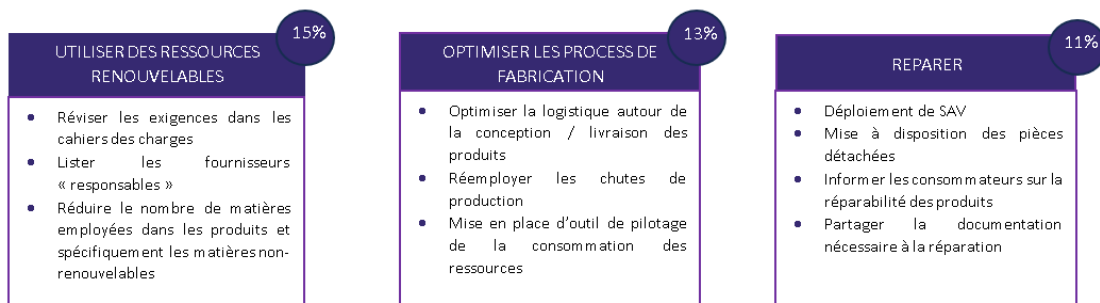 15%
UTILISER DES RESSOURCES
RENOUVELABLES
• Réviser les exigences dans les
cahiers des charges
• Lister les fournisseurs
« responsables »
• Réduire le nombre de matières
employées dans les produits et
spécifiquement les matières non-
renouvelables
13%
OPTIMISER LES PROCESS DE
FABRICATION
• Optimiser la logistique autour de
la conception / livraison des
produits
• Réemployer les chutes de
production
• Mise en place d'outil de pilotage
de la consommation des
ressources
11%
REPARER
• Déploiement de SAV
• Mise à disposition des pièces
détachées
• Informer les consommateurs sur la
réparabilité des produits
• Partager la documentation
nécessaire à la réparation